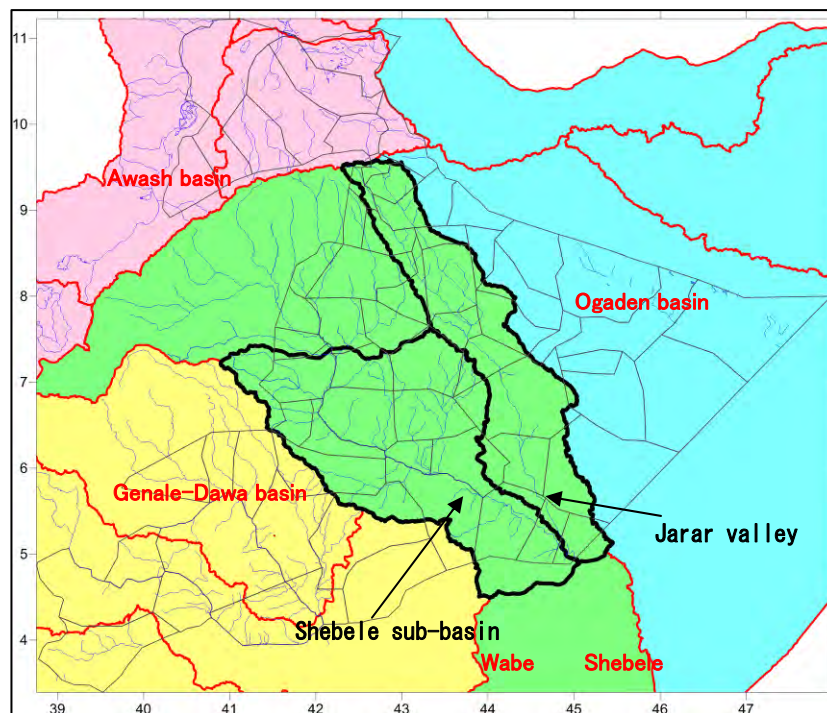 11
10
Awash basin
9
8
Ogaden basin
7
6
Genale-Dawa basin
Jarar valley
5
Shebele sub-basin
4
Wabe Shebele
39 40 41 42 43 44 45 46 47